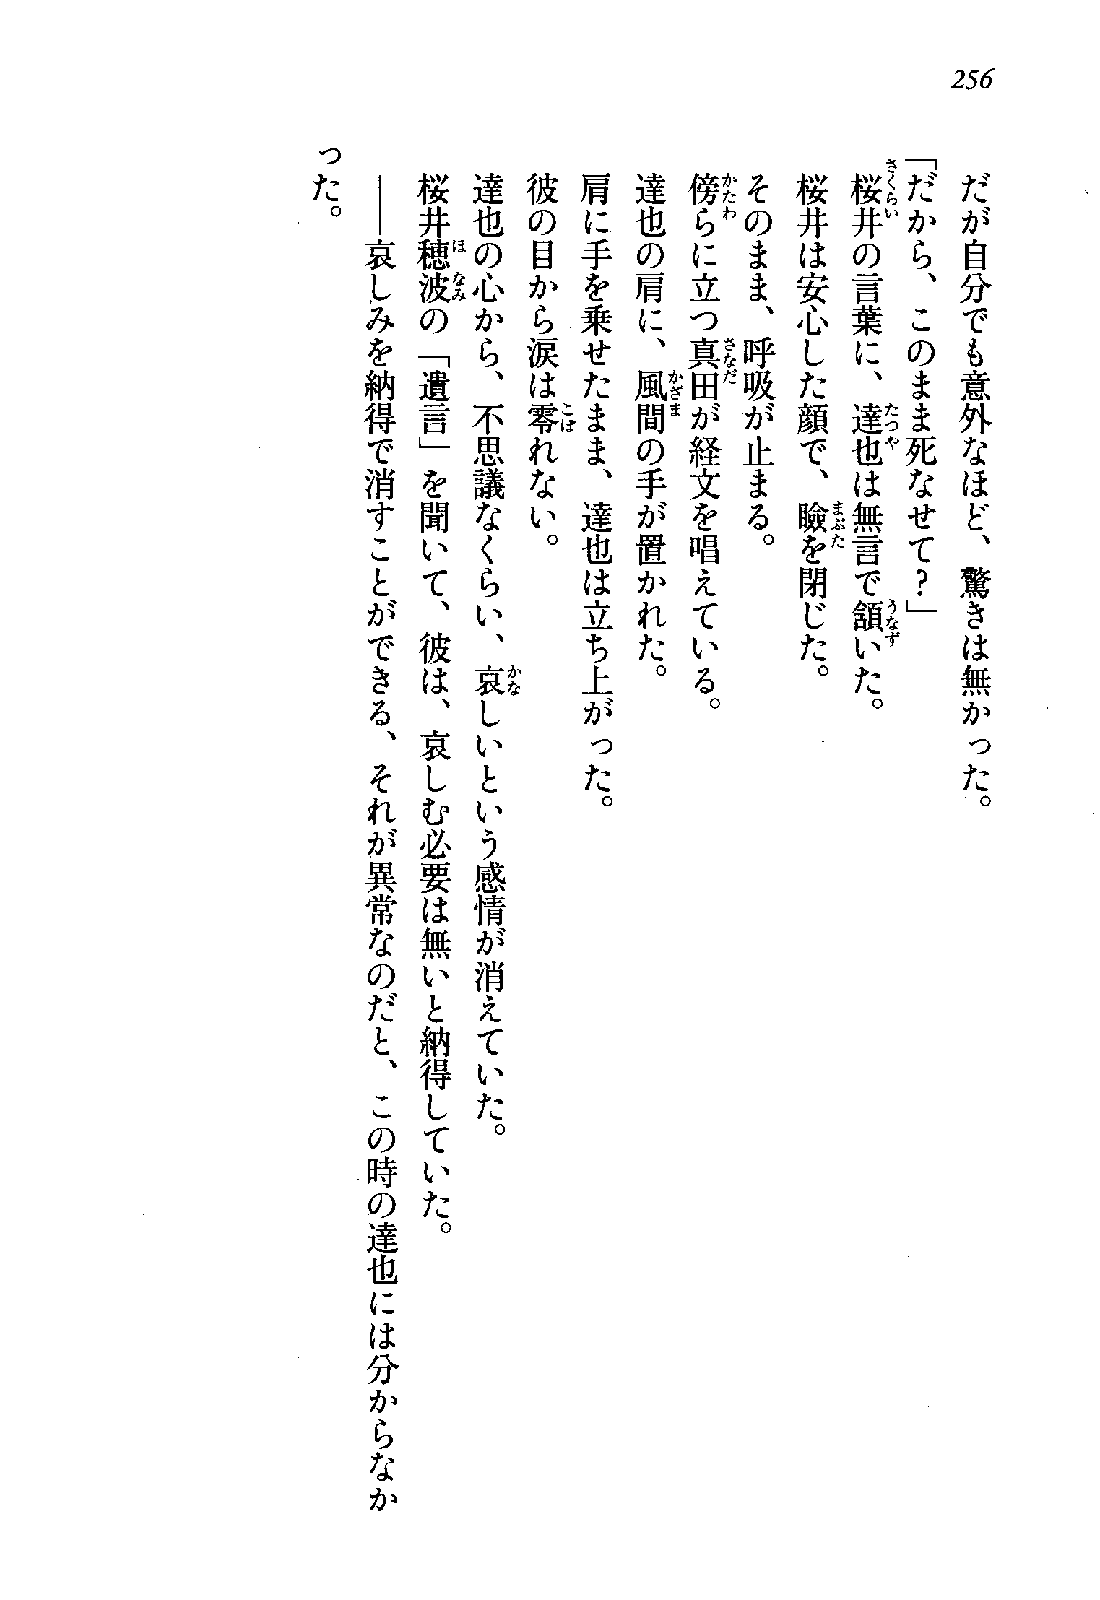 256
だが自分でも意外なほど、驚きは無かった。
「だから、このまま死なせて？」
桜井の言葉に、達也は無言で頷いた。
桜井は安心した顔で、瞼を閉じた。
そのまま、呼吸が止まる。
傍らに立つ真田が経文を唱えている。
達也の肩に、風間の手が置かれた。
肩に手を乗せたまま、達也は立ち上がった。
彼の目から涙は零れない。
達也の心から、不思議なくらい、哀しいという感情が消えていた。
桜井穂波の「遺言」を聞いて、彼は、哀しむ必要は無いと納得していた。
――哀しみを納得で消すことができる、それが異常なのだと、この時の達也には分からなか
った。